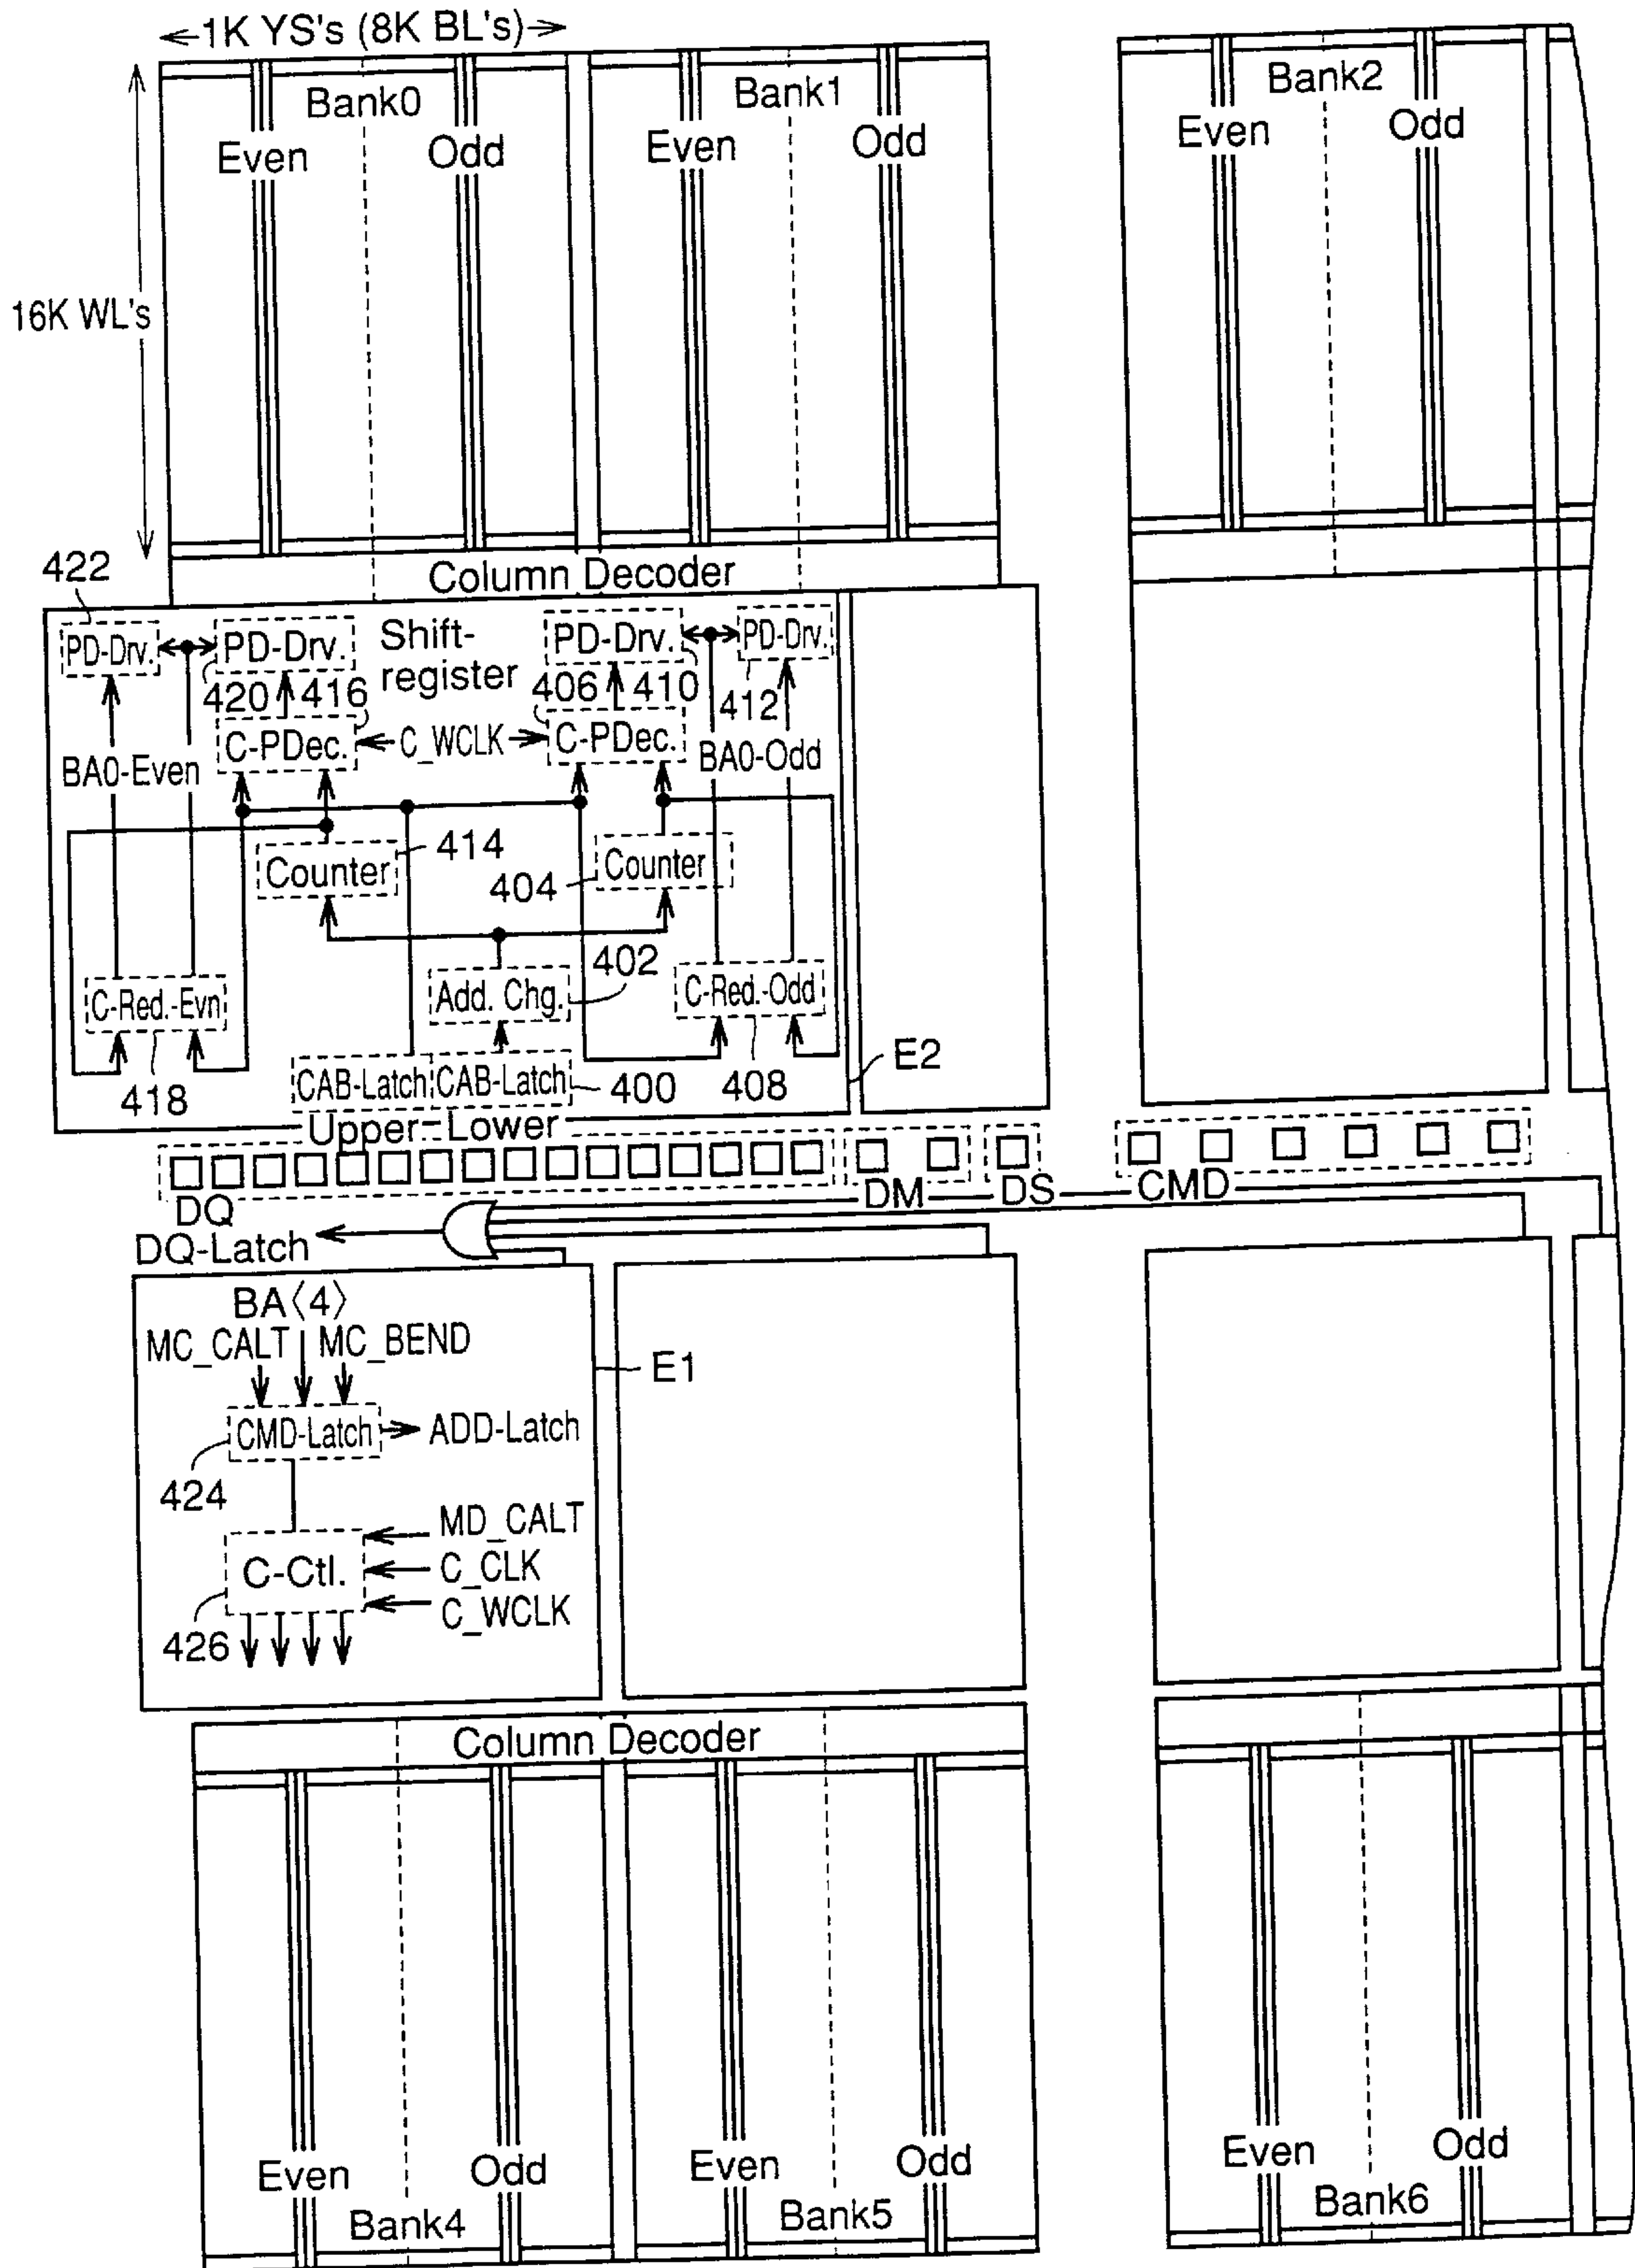 1K YS's (8K BL's)
Bank0
Bank1
Bank2
Even
Odd
Even
Odd
Even
Odd
16K WL's
Column Decoder
422
PD-Drv.
PD-Drv.
Shift-
register
PD-Drv.
PD-Drv.
420
416
406
410
412
C-PDec.
C_WCLK
C-PDec.
BA0-Even
BA0-Odd
Counter
414
404
Counter
402
C-Red.-Evn
Add. Chg.
C-Red.-Odd
418
CAB-Latch
CAB-Latch
400
408
E2
Upper
Lower
DQ
DM
DS
CMD
DQ-Latch
BA〈4〉
MC_CALT
MC_BEND
E1
CMD-Latch
ADD-Latch
424
MD_CALT
C-Ctl.
C_CLK
C_WCLK
426
Column Decoder
Even
Odd
Even
Odd
Even
Odd
Bank4
Bank5
Bank6